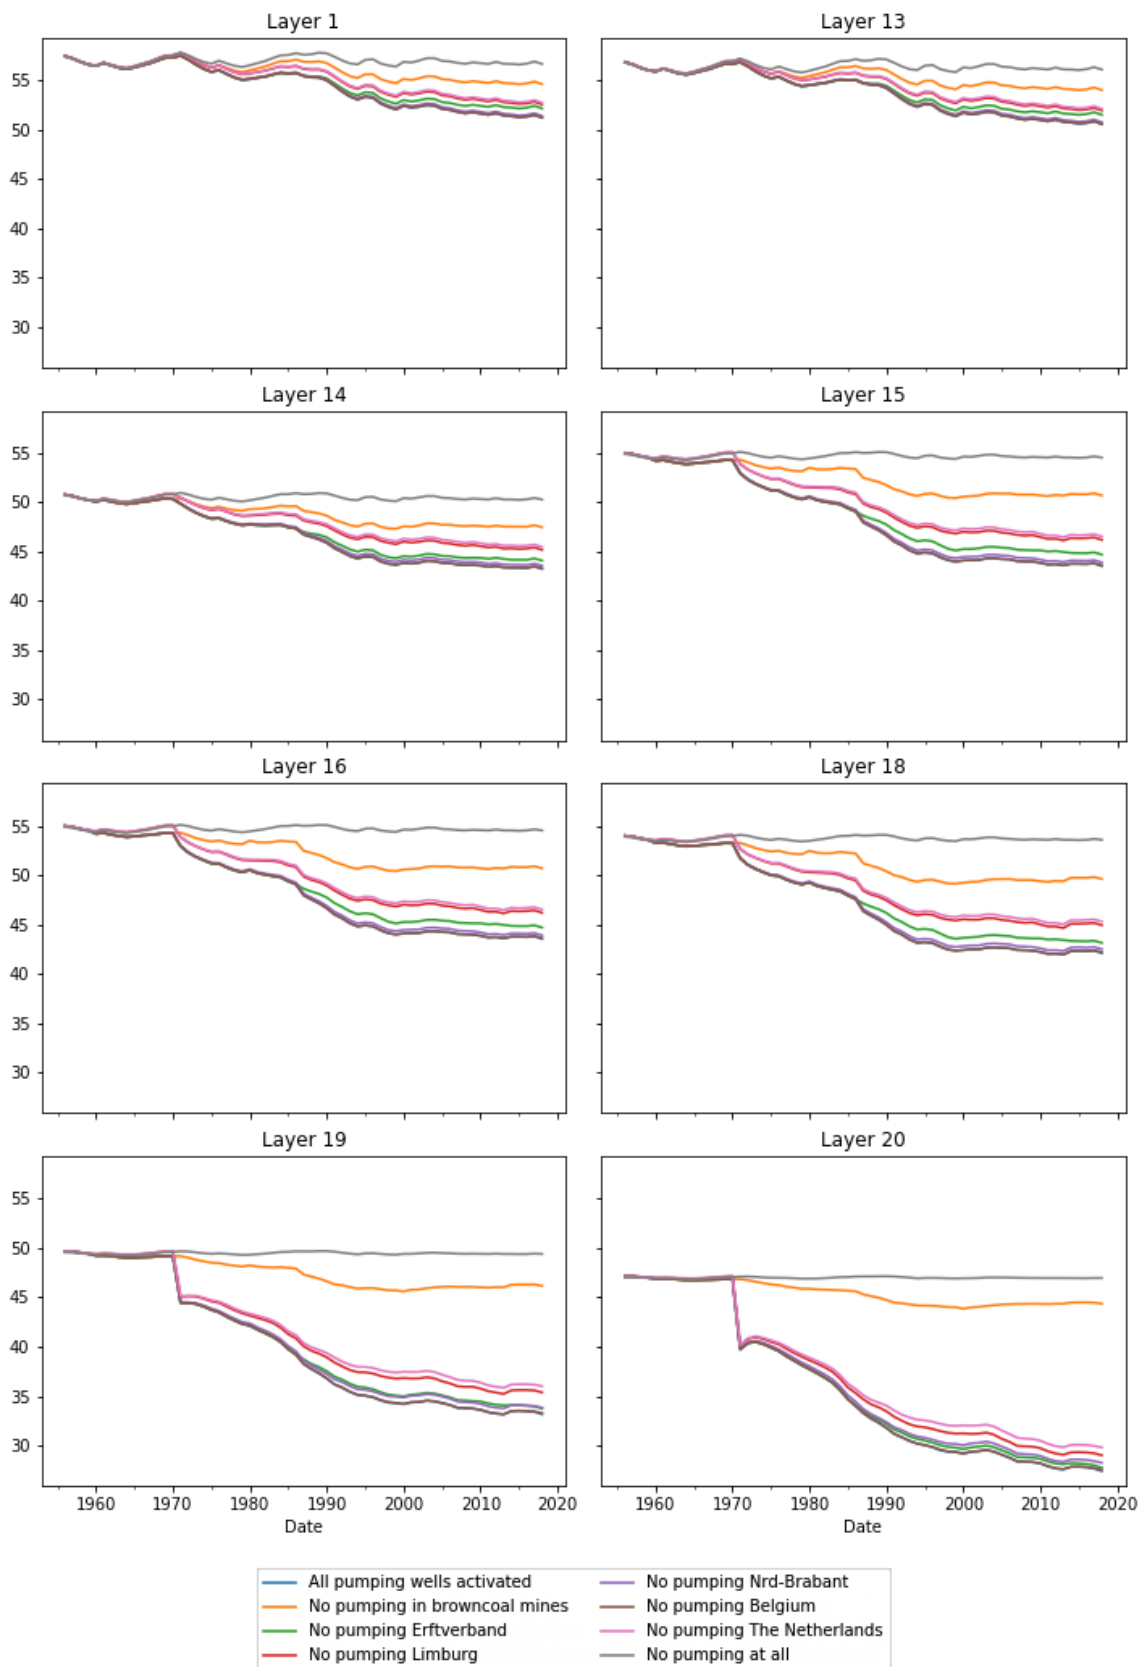 Layer 1
Layer 13
55
50
45
40
35
30
Layer 14
Layer 15
55
50
45
40
35
30
Layer 16
Layer 18
55
50
45
40
35
30
Layer 19
Layer 20
55
50
45
40
35
30
1960 1970 1980 1990 2000 2010 2020
1960 1970 1980 1990 2000 2010 2020
Date
Date
All pumping wells activated
No pumping in browncoal mines
No pumping Erftverband
No pumping Limburg
No pumping Nrd-Brabant
No pumping Belgium
No pumping The Netherlands
No pumping at all